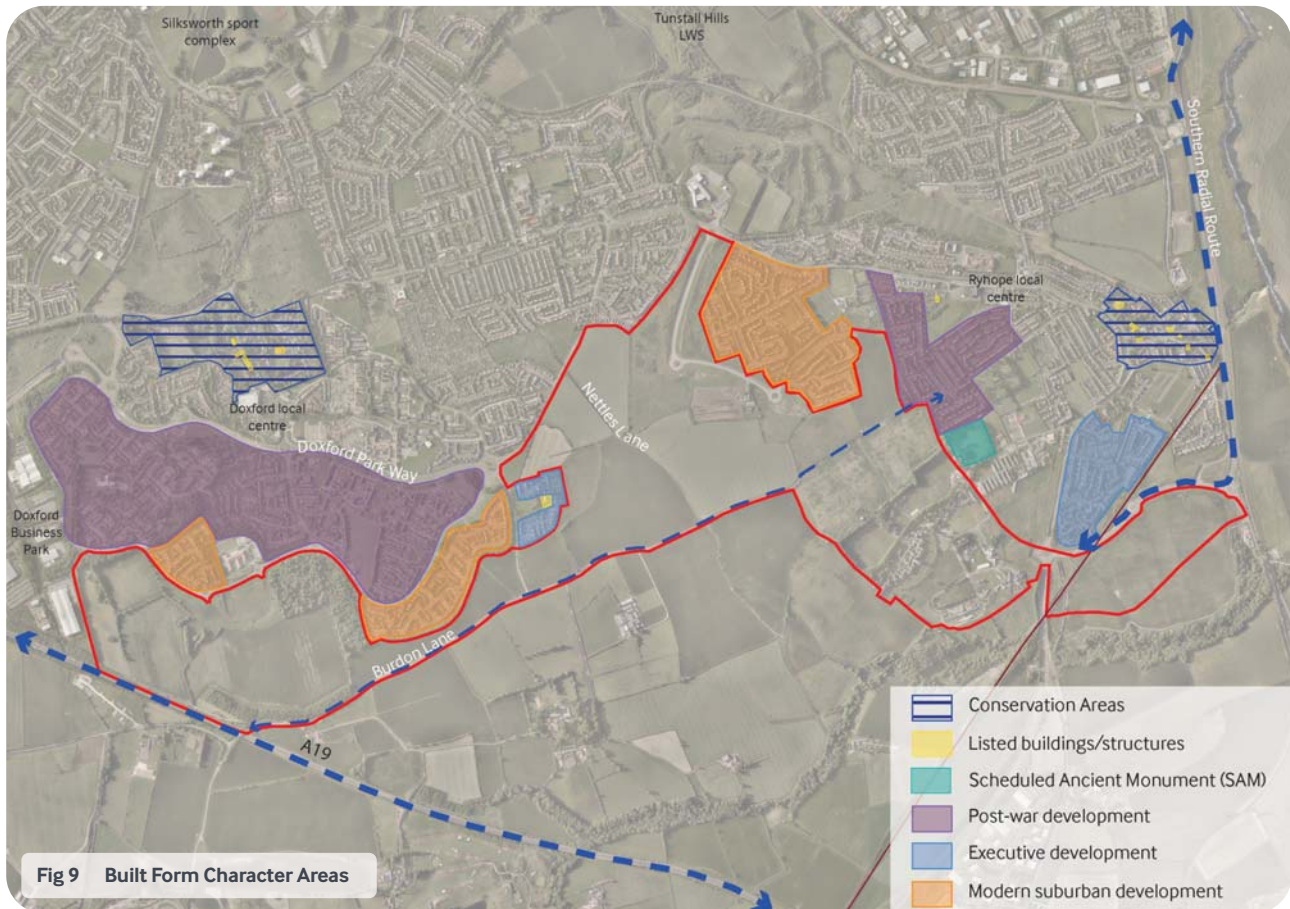 Silksworth sport
complex
Tunstall Hills
LWS
Southern Radial Route
Ryhope local
centre
Nettles Lane
Doxford local
centre
Doxford Park Way
Doxford
Business
Park
Burdon Lane
A19
Conservation Areas
Listed buildings/structures
Scheduled Ancient Monument (SAM)
Post-war development
Executive development
Modern suburban development
Fig 9 Built Form Character Areas